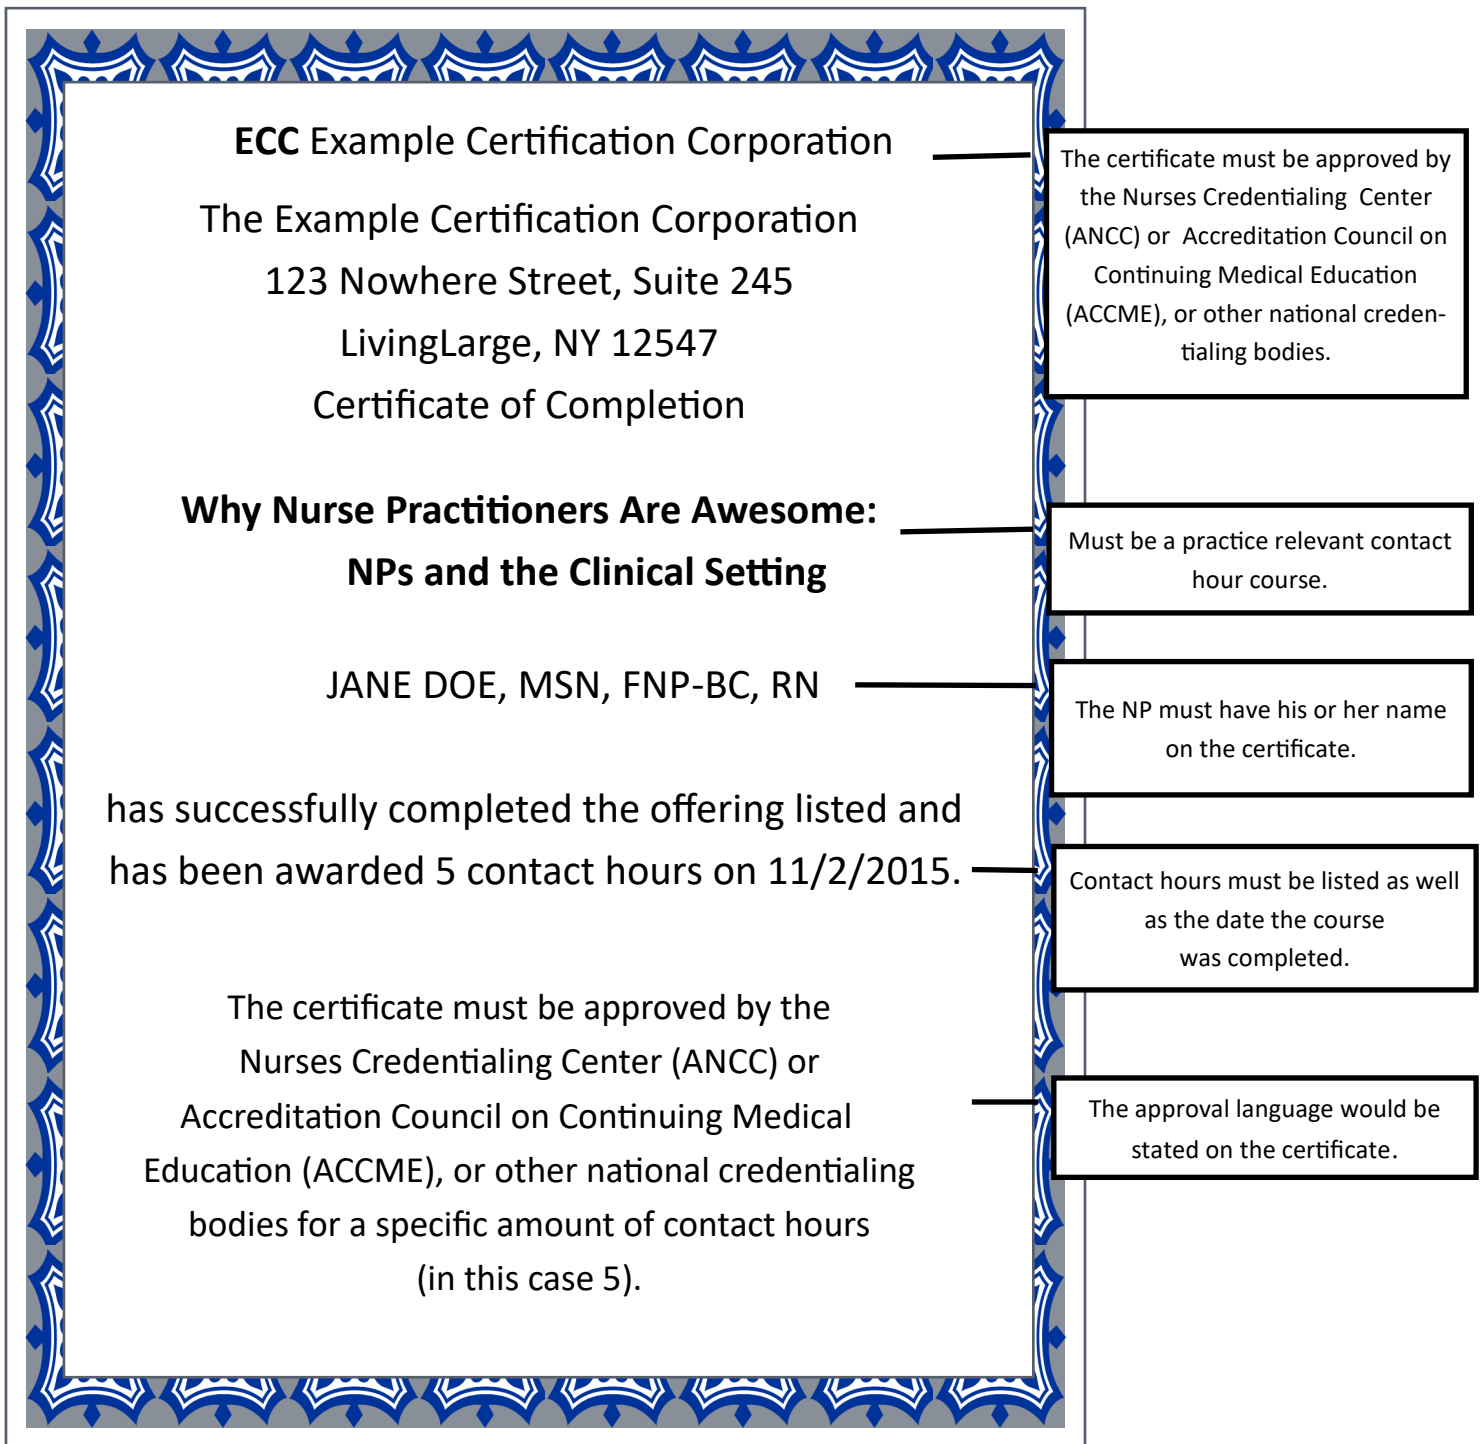 ECC Example Certification Corporation
The Example Certification Corporation
123 Nowhere Street, Suite 245
LivingLarge, NY 12547
Certificate of Completion
Why Nurse Practitioners Are Awesome:
NPs and the Clinical Setting
JANE DOE, MSN, FNP-BC, RN
has successfully completed the offering listed and
has been awarded 5 contact hours on 11/2/2015.
The certificate must be approved by the
Nurses Credentialing Center (ANCC) or
Accreditation Council on Continuing Medical
Education (ACCME), or other national credentialing
bodies for a specific amount of contact hours
(in this case 5).
The certificate must be approved by
the Nurses Credentialing Center
(ANCC) or Accreditation Council on
Continuing Medical Education
(ACCME), or other national creden-
tialing bodies.
Must be a practice relevant contact
hour course.
The NP must have his or her name
on the certificate.
Contact hours must be listed as well
as the date the course
was completed.
The approval language would be
stated on the certificate.